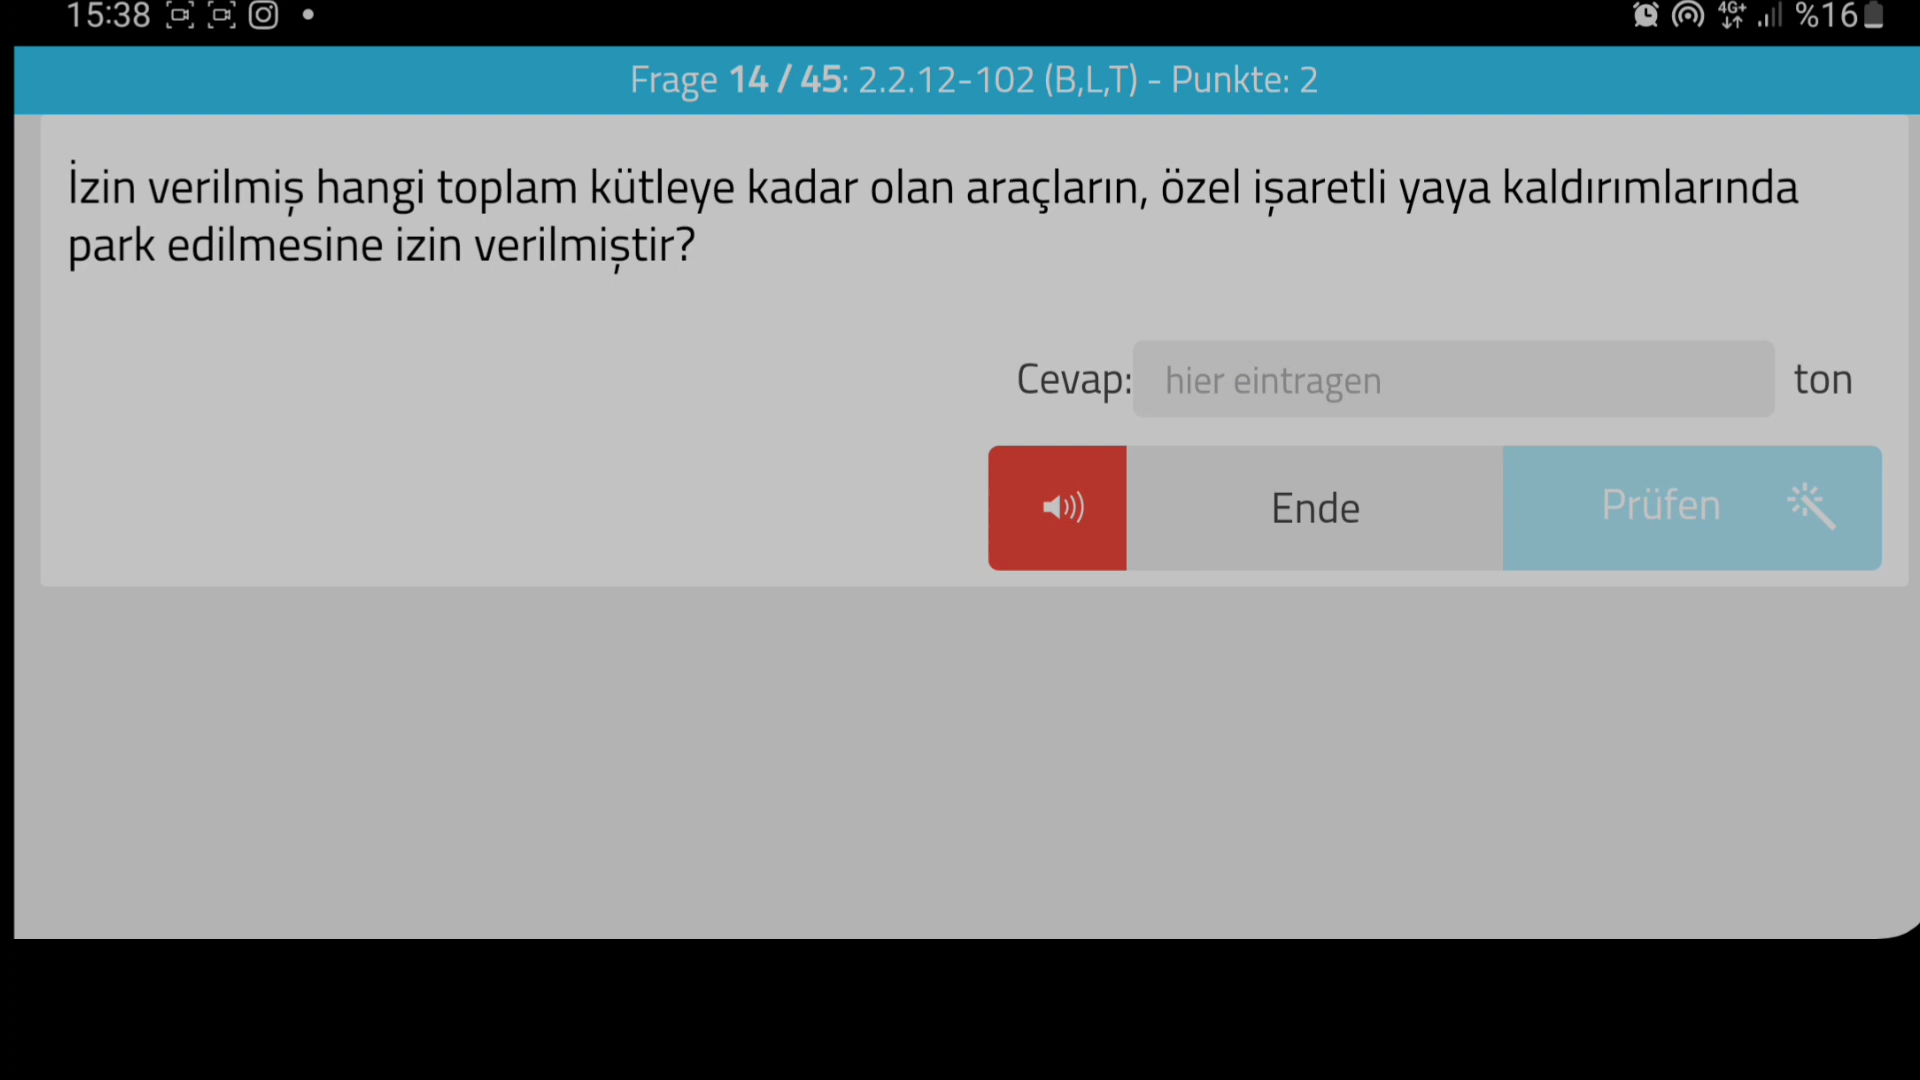 15:38 4G+ %16
Frage 14 / 45: 2.2.12-102 (B,L,T) - Punkte: 2
İzin verilmiş hangi toplam kütleye kadar olan araçların, özel işaretli yaya kaldırımlarında
park edilmesine izin verilmiştir?
Cevap: hier eintragen ton
Ende Prüfen